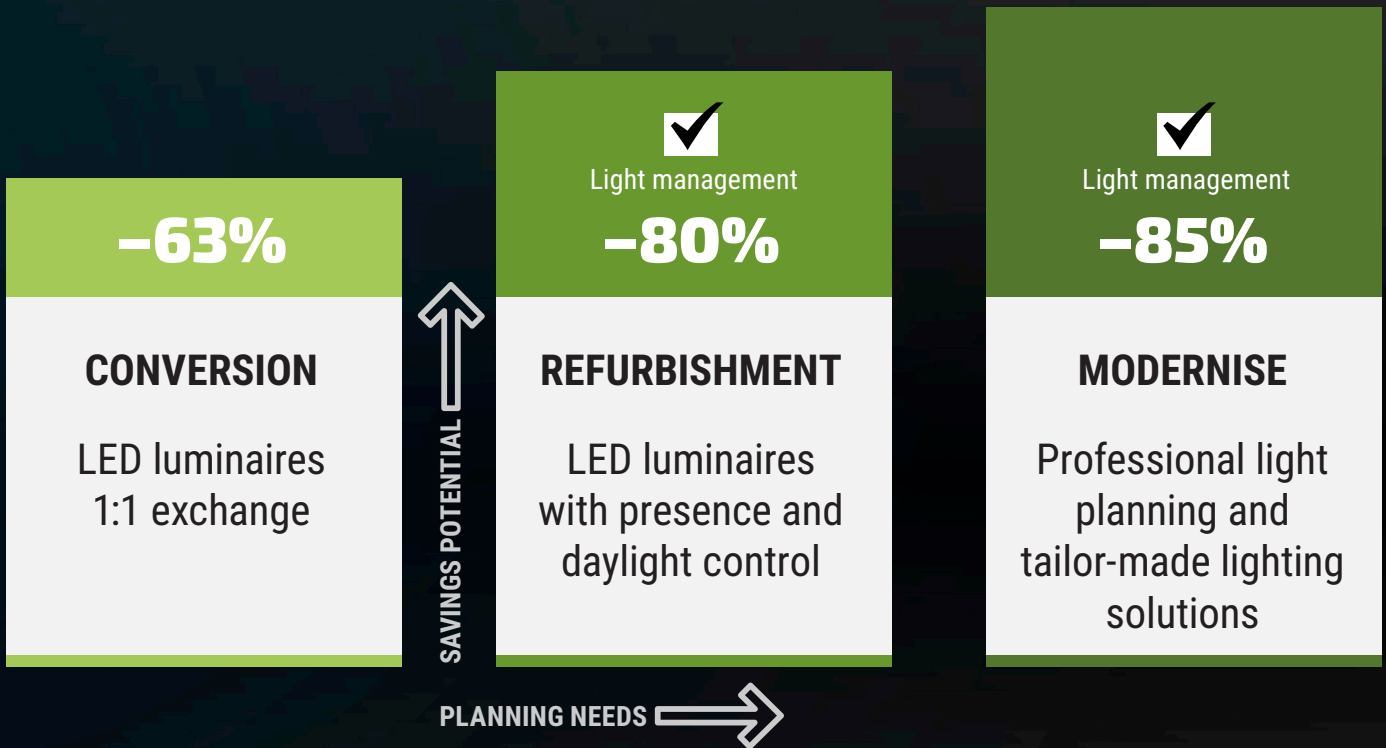 –63%
CONVERSION
LED luminaires
1:1 exchange
SAVINGS POTENTIAL
Light management
–80%
REFURBISHMENT
LED luminaires
with presence and
daylight control
Light management
–85%
MODERNISE
Professional light
planning and
tailor-made lighting
solutions
PLANNING NEEDS